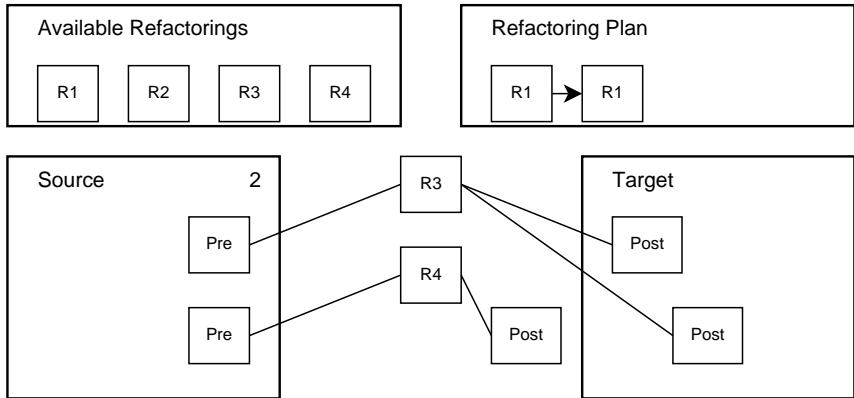 Available Refactorings
R1 R2 R3 R4
Refactoring Plan
R1 R1
Source 2
Pre
Pre
R3
R4
Target
Post
Post
Post